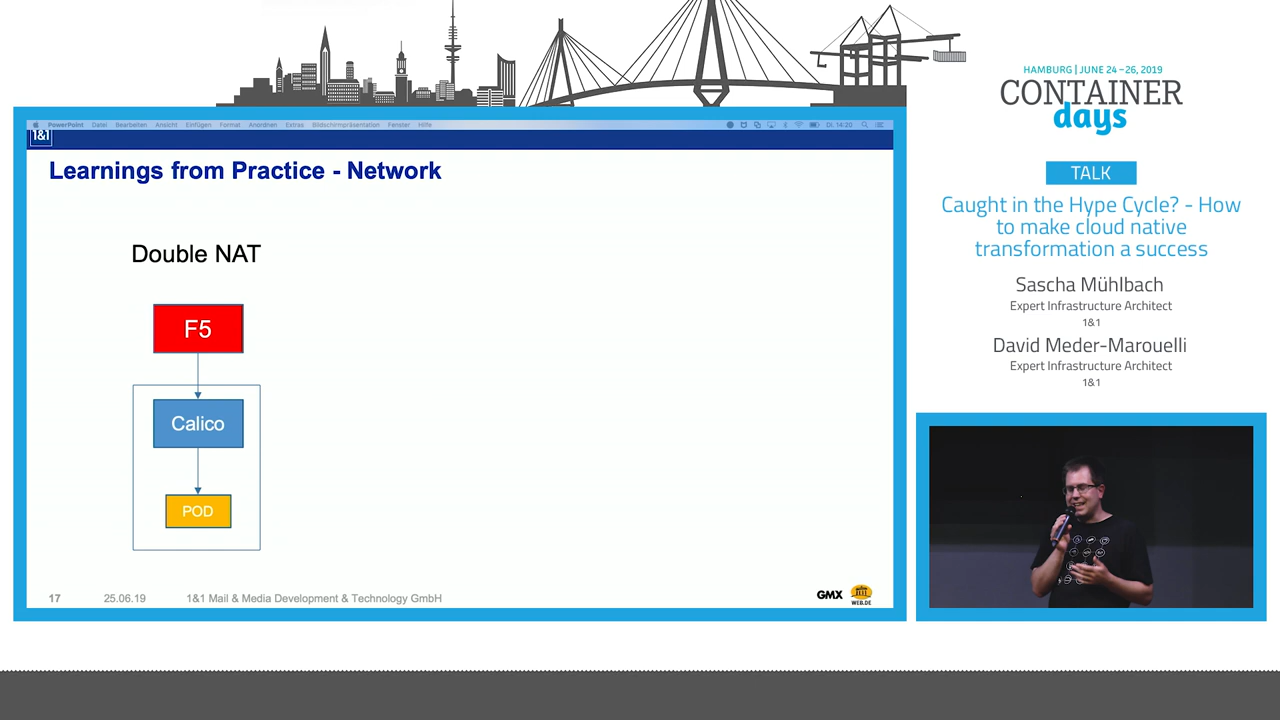 HAMBURG | JUNE 24 – 26, 2019
CONTAINER
days
TALK
Caught in the Hype Cycle? - How
to make cloud native
transformation a success
Sascha Mühlbach
Expert Infrastructure Architect
1&1
David Meder-Marouelli
Expert Infrastructure Architect
1&1
PowerPoint Datei Bearbeiten Ansicht Einfügen Format Anordnen Extras Bildschirmpräsentation Fenster Hilfe
Di. 14:20
1&1
Learnings from Practice - Network
Double NAT
F5
Calico
POD
17 25.06.19 1&1 Mail & Media Development & Technology GmbH
GMX
WEB.DE